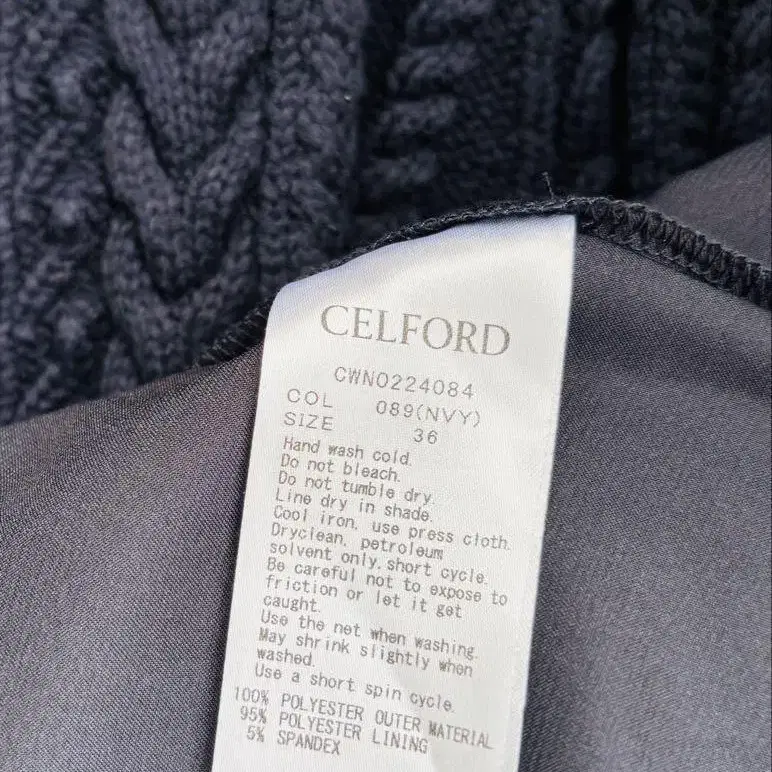 CELFORD
CWNO224084
COL 089(NVY)
SIZE 36
Hand wash cold.
Do not bleach.
Do not tumble dry.
Line dry in shade.
Cool iron, use press cloth.
Dryclean, petroleum
solvent only, short cycle.
Be careful not to expose to
friction or let it get
caught.
Use the net when washing.
May shrink slightly when
washed.
Use a short spin cycle.
100% POLYESTER OUTER MATERIAL
95% POLYESTER LINING
5% SPANDEX